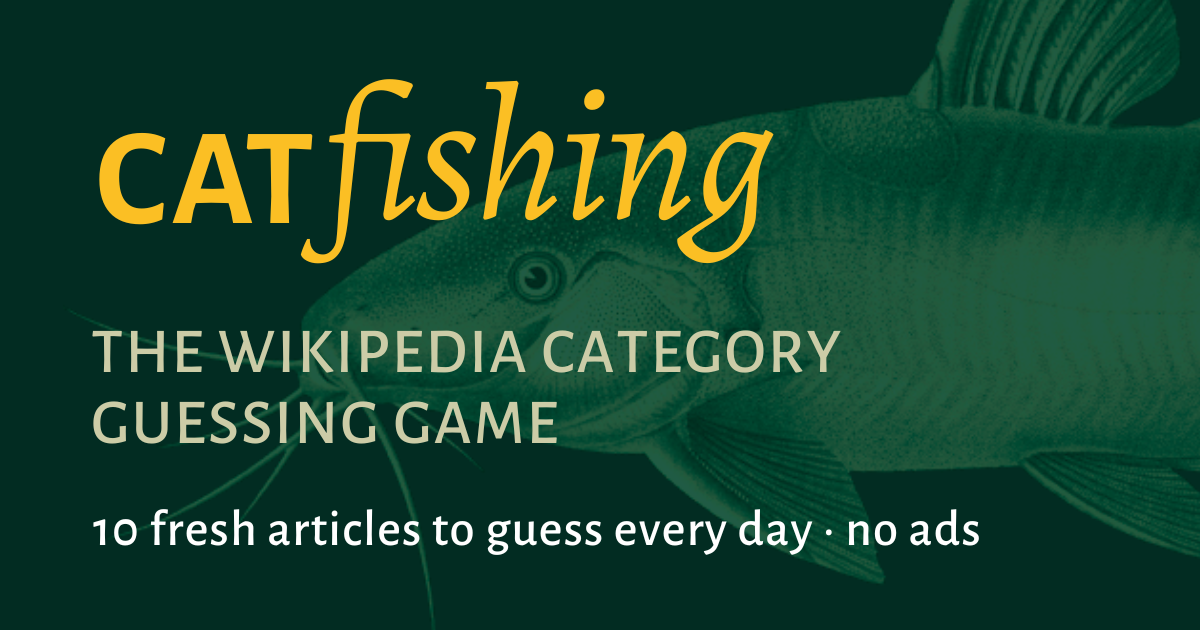 CATfishing
THE WIKIPEDIA CATEGORY
GUESSING GAME
10 fresh articles to guess every day · no ads